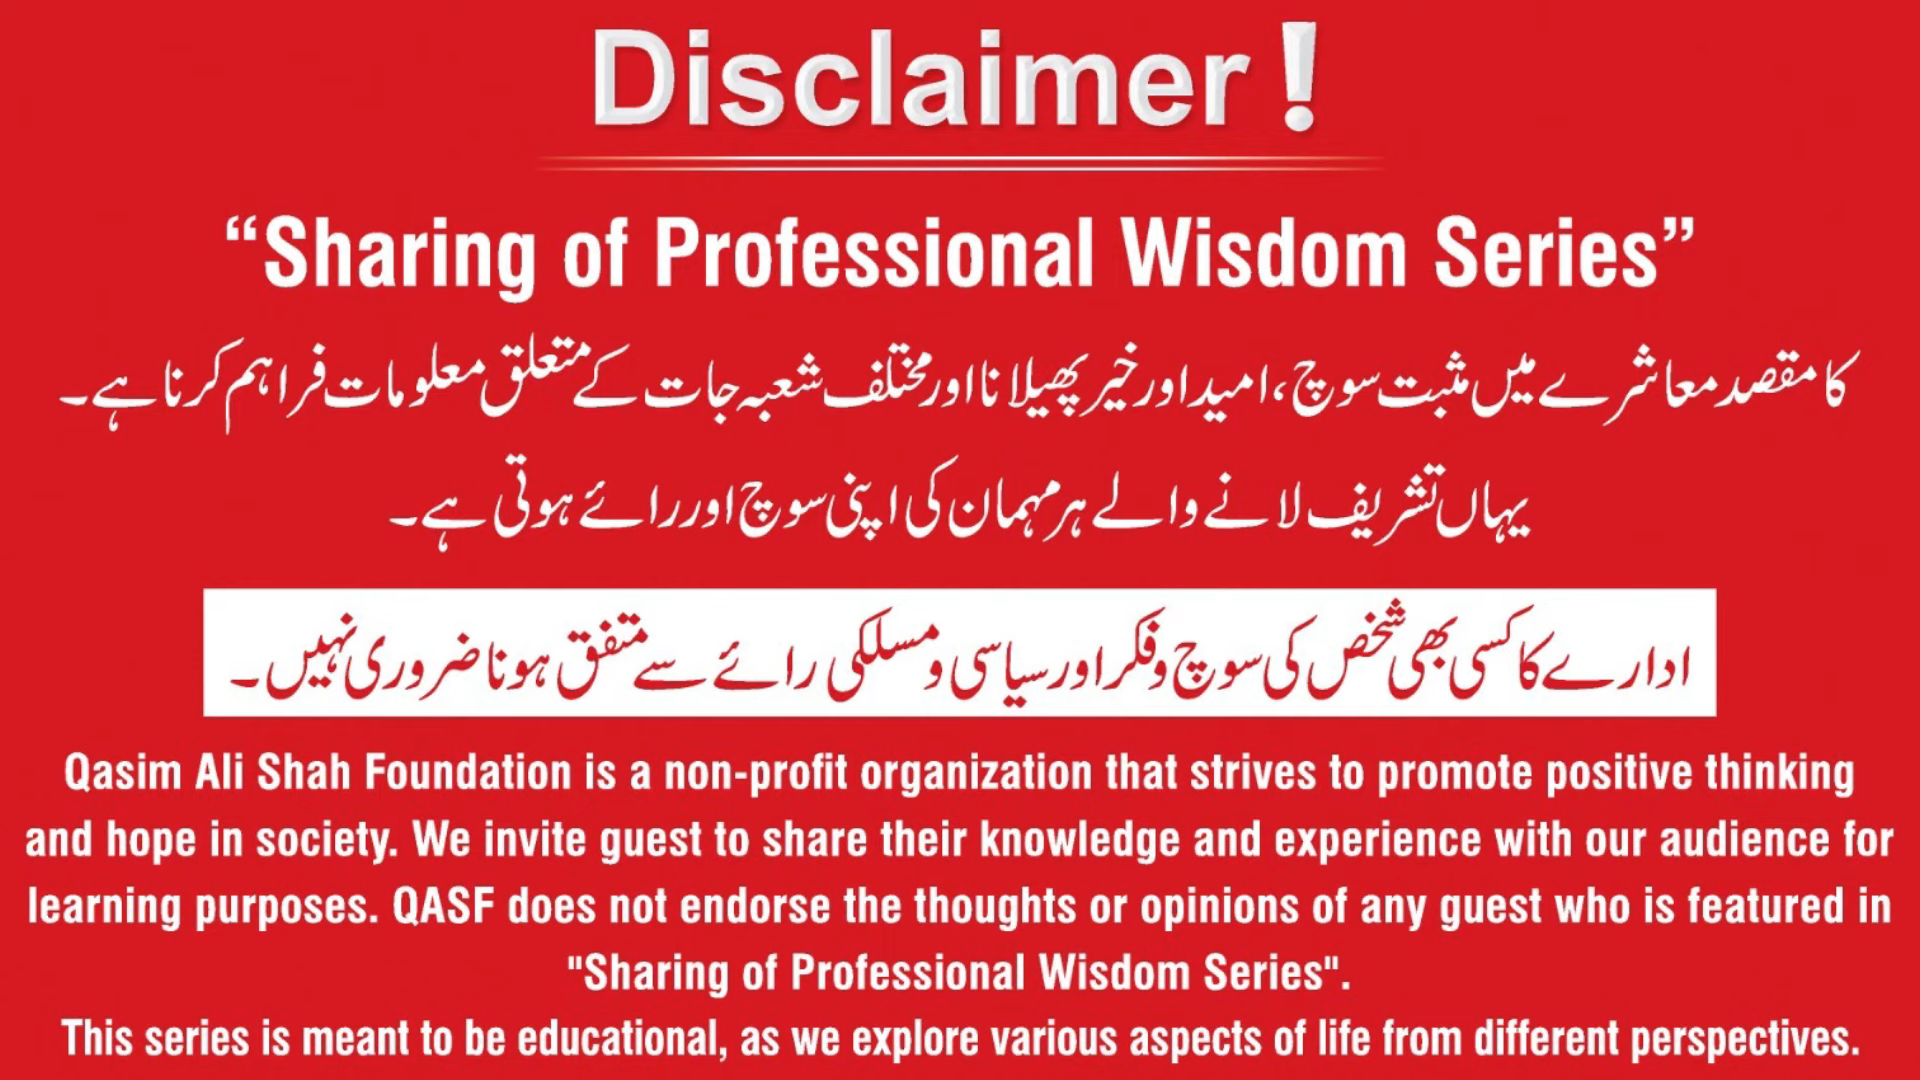 Disclaimer!
“Sharing of Professional Wisdom Series”
کا مقصد معاشرے میں مثبت سوچ، امید اور خیر پھیلانا اور مختلف شعبہ جات کے متعلق معلومات فراہم کرنا ہے۔
یہاں تشریف لانے والے ہر مہمان کی اپنی سوچ اور رائے ہوتی ہے۔
ادارے کا کسی بھی شخص کی سوچ و فکر اور سیاسی و مسلکی رائے سے متفق ہونا ضروری نہیں۔
Qasim Ali Shah Foundation is a non-profit organization that strives to promote positive thinking
and hope in society. We invite guest to share their knowledge and experience with our audience for
learning purposes. QASF does not endorse the thoughts or opinions of any guest who is featured in
"Sharing of Professional Wisdom Series".
This series is meant to be educational, as we explore various aspects of life from different perspectives.